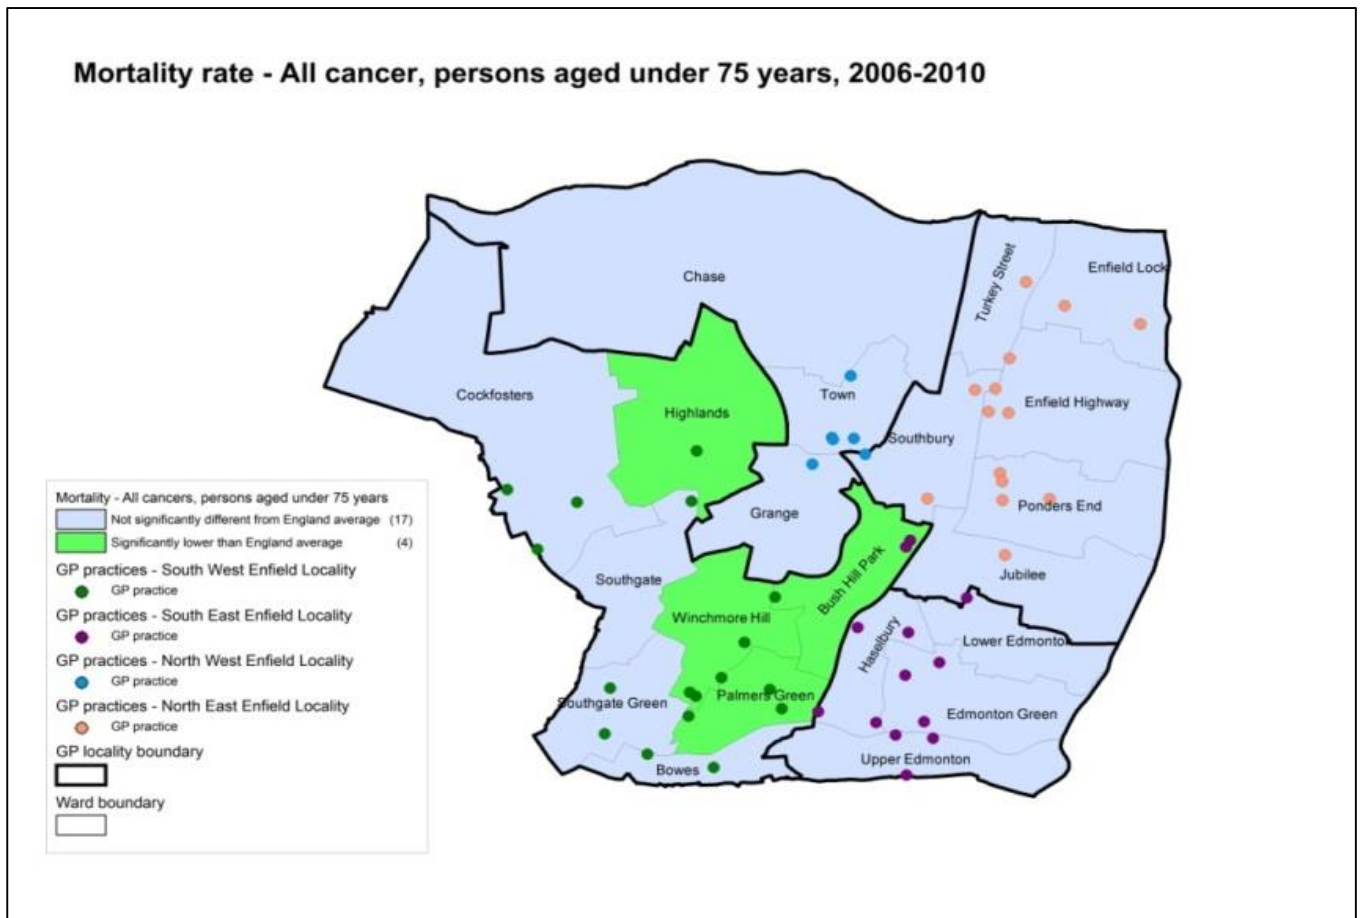 Mortality rate - All cancer, persons aged under 75 years, 2006-2010
Chase
Turkey Street
Enfield Lock
Cockfosters
Highlands
Town
Enfield Highway
Southbury
Grange
Ponders End
Southgate
Bush Hill Park
Jubilee
Winchmore Hill
Haselbury
Lower Edmonton
Southgate Green
Palmers Green
Edmonton Green
Bowes
Upper Edmonton
Mortality - All cancers, persons aged under 75 years
Not significantly different from England average (17)
Significantly lower than England average (4)
GP practices - South West Enfield Locality
GP practice
GP practices - South East Enfield Locality
GP practice
GP practices - North West Enfield Locality
GP practice
GP practices - North East Enfield Locality
GP practice
GP locality boundary
Ward boundary